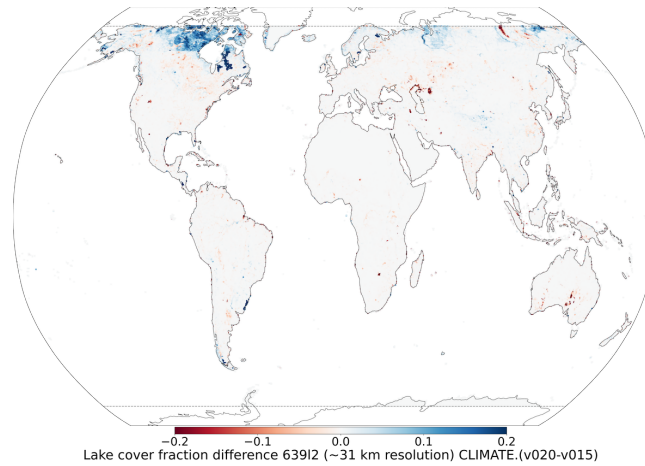 −0.2 −0.1 0.0 0.1 0.2
Lake cover fraction difference 639l2 (~31 km resolution) CLIMATE.(v020-v015)